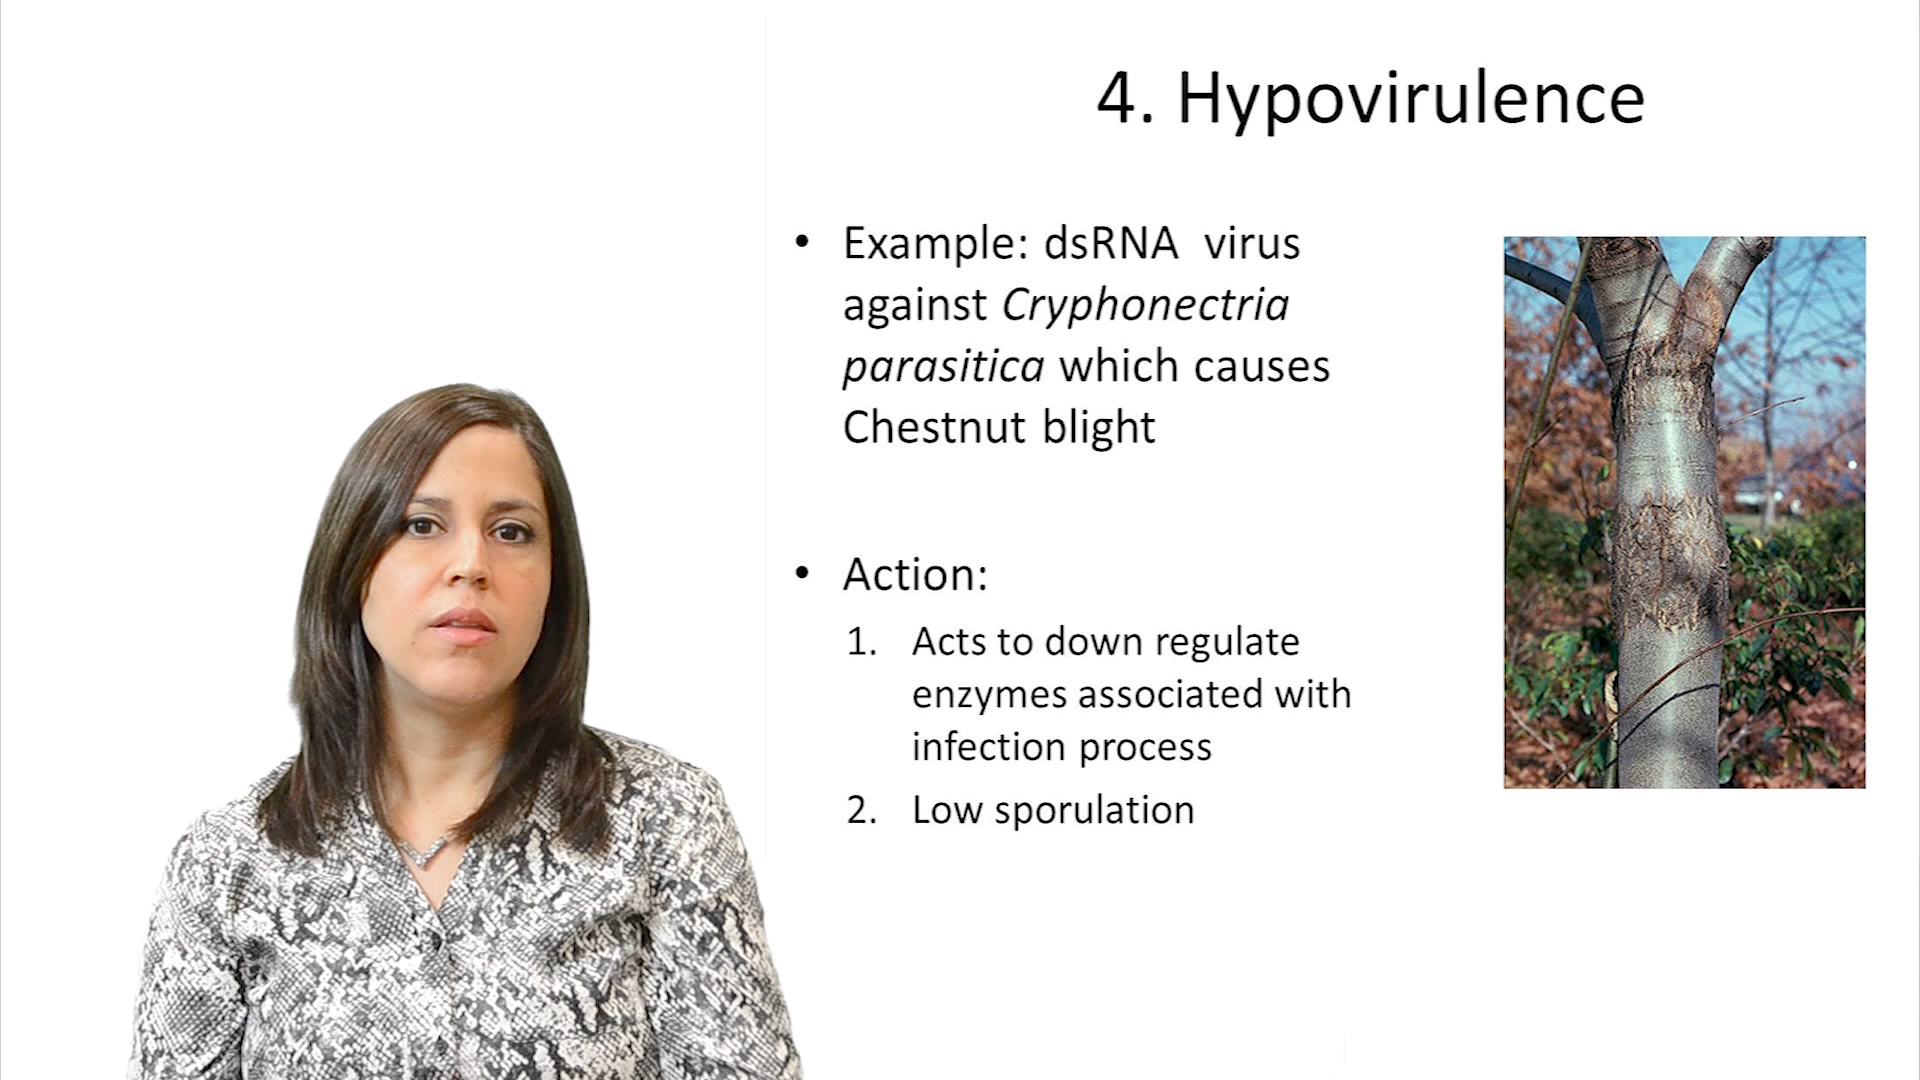 4. Hypovirulence
• Example: dsRNA virus
against Cryphonectria
parasitica which causes
Chestnut blight
• Action:
1. Acts to down regulate
enzymes associated with
infection process
2. Low sporulation